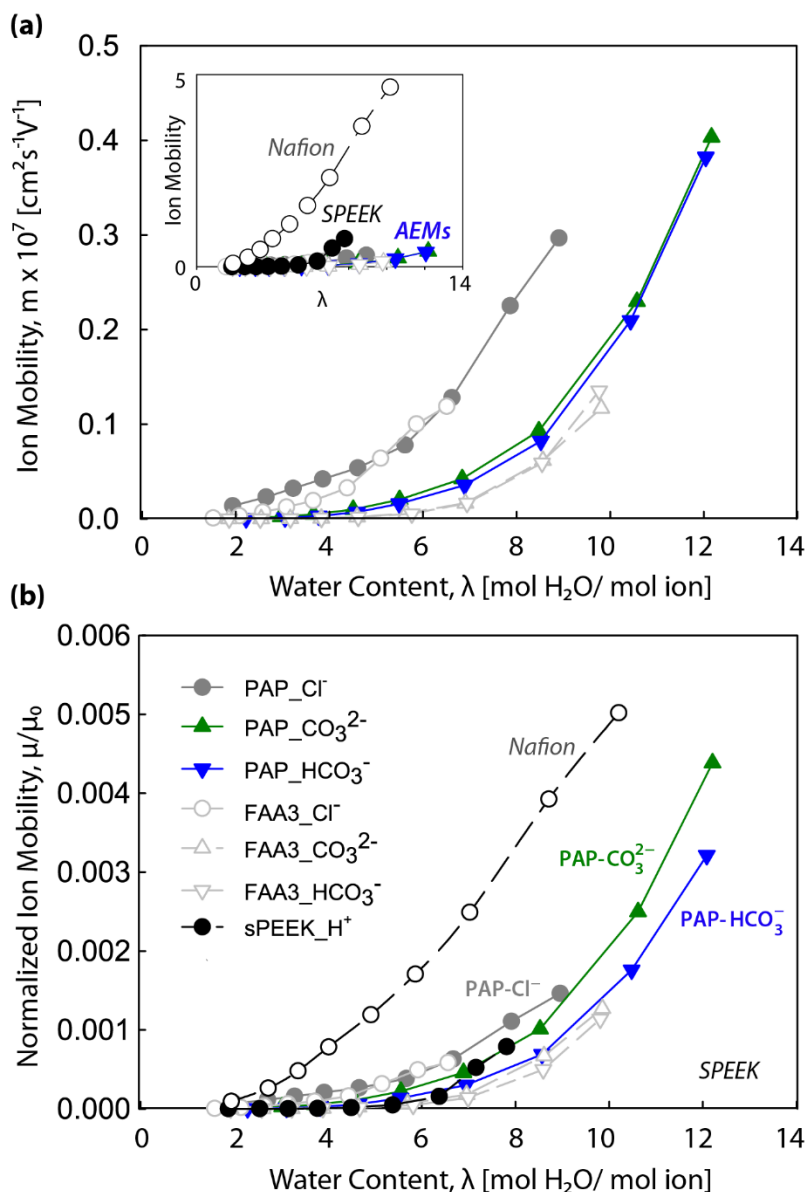 (a)
0.5
0.4
0.3
0.2
0.1
0.0
Ion Mobility, m x 10⁷ [cm²s⁻¹V⁻¹]
5
0
Ion Mobility
Nafion
SPEEK
AEMs
0
14
λ
0
2
4
6
8
10
12
14
Water Content, λ [mol H₂O/ mol ion]
(b)
0.006
0.005
0.004
0.003
0.002
0.001
0.000
Normalized Ion Mobility, μ/μ₀
PAP_Cl⁻
PAP_CO₃²⁻
PAP_HCO₃⁻
FAA3_Cl⁻
FAA3_CO₃²⁻
FAA3_HCO₃⁻
sPEEK_H⁺
Nafion
PAP-CO₃²⁻
PAP-HCO₃⁻
PAP-Cl⁻
SPEEK
0
2
4
6
8
10
12
14
Water Content, λ [mol H₂O/ mol ion]